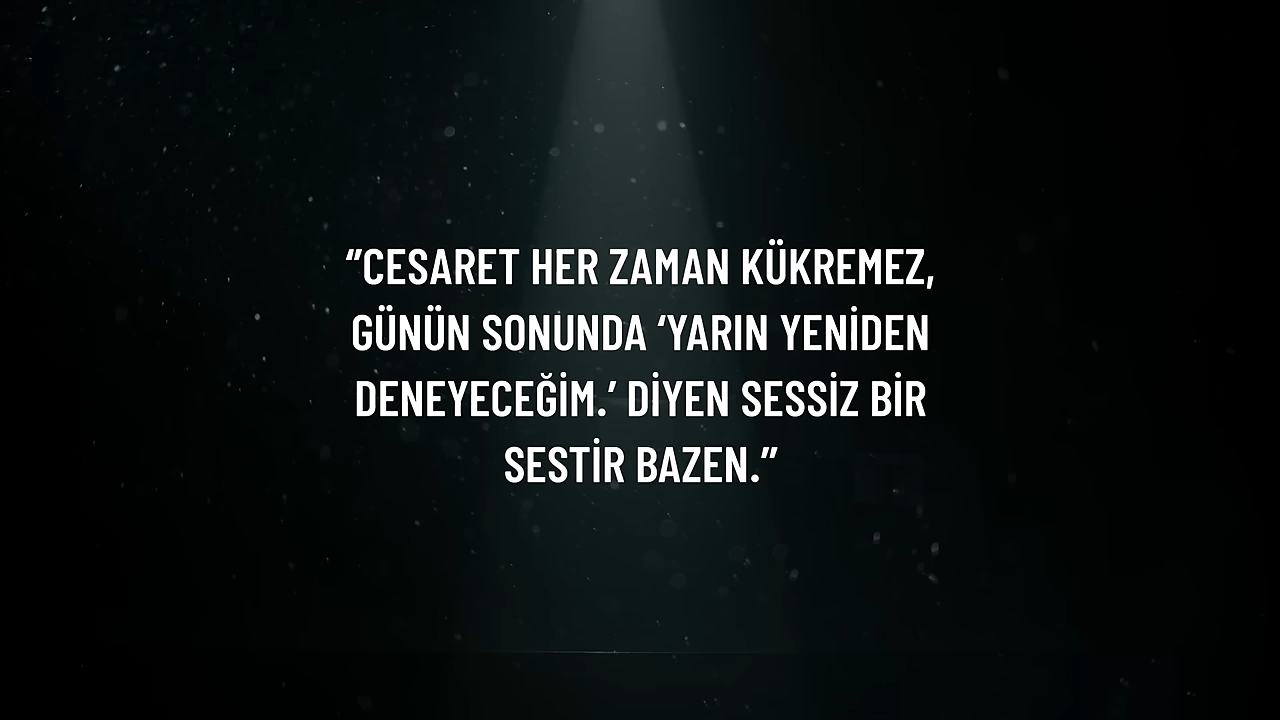 “CESARET HER ZAMAN KÜKREMEZ,
GÜNÜN SONUNDA ‘YARIN YENİDEN
DENEYECEĞİM.’ DİYEN SESSİZ BİR
SESTİR BAZEN.”